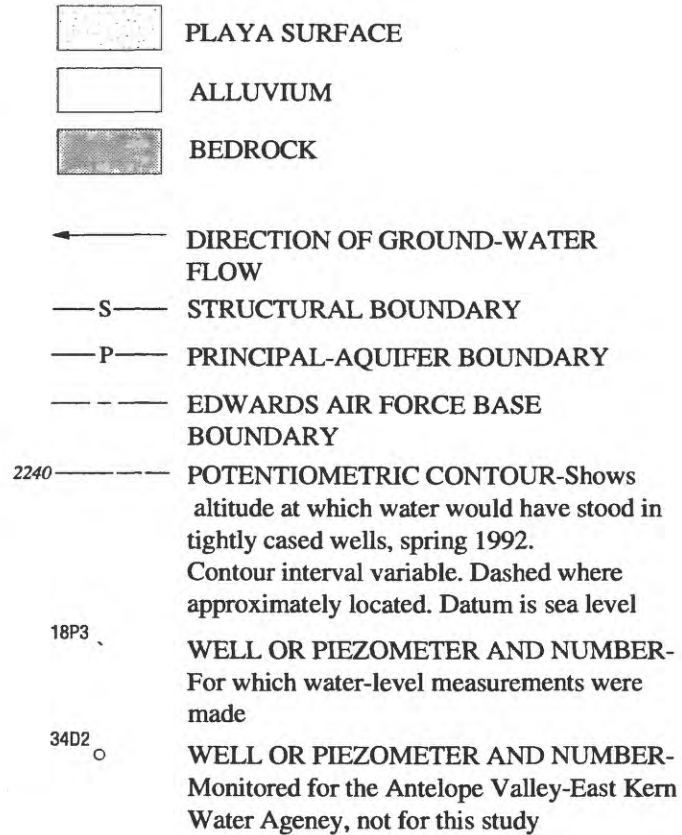 PLAYA SURFACE
ALLUVIUM
BEDROCK
DIRECTION OF GROUND-WATER
FLOW
S STRUCTURAL BOUNDARY
P PRINCIPAL-AQUIFER BOUNDARY
EDWARDS AIR FORCE BASE
BOUNDARY
2240 POTENTIOMETRIC CONTOUR-Shows
altitude at which water would have stood in
tightly cased wells, spring 1992.
Contour interval variable. Dashed where
approximately located. Datum is sea level
18P3 WELL OR PIEZOMETER AND NUMBER-
For which water-level measurements were
made
34D2 WELL OR PIEZOMETER AND NUMBER-
Monitored for the Antelope Valley-East Kern
Water Ageney, not for this study